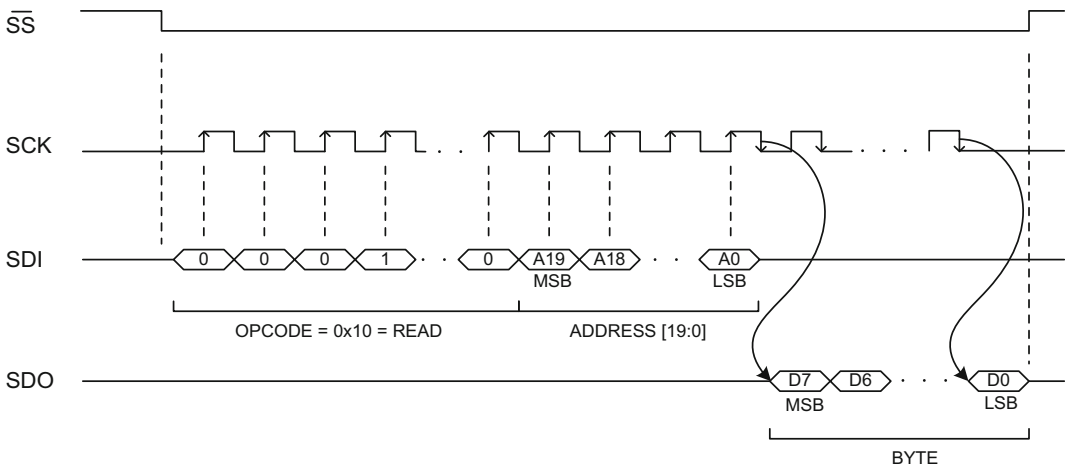 SS
SCK
SDI 0 0 0 1 · · · 0 A19 A18 · · · A0
MSB LSB
OPCODE = 0x10 = READ ADDRESS [19:0]
SDO D7 D6 · · · · D0
MSB LSB
BYTE